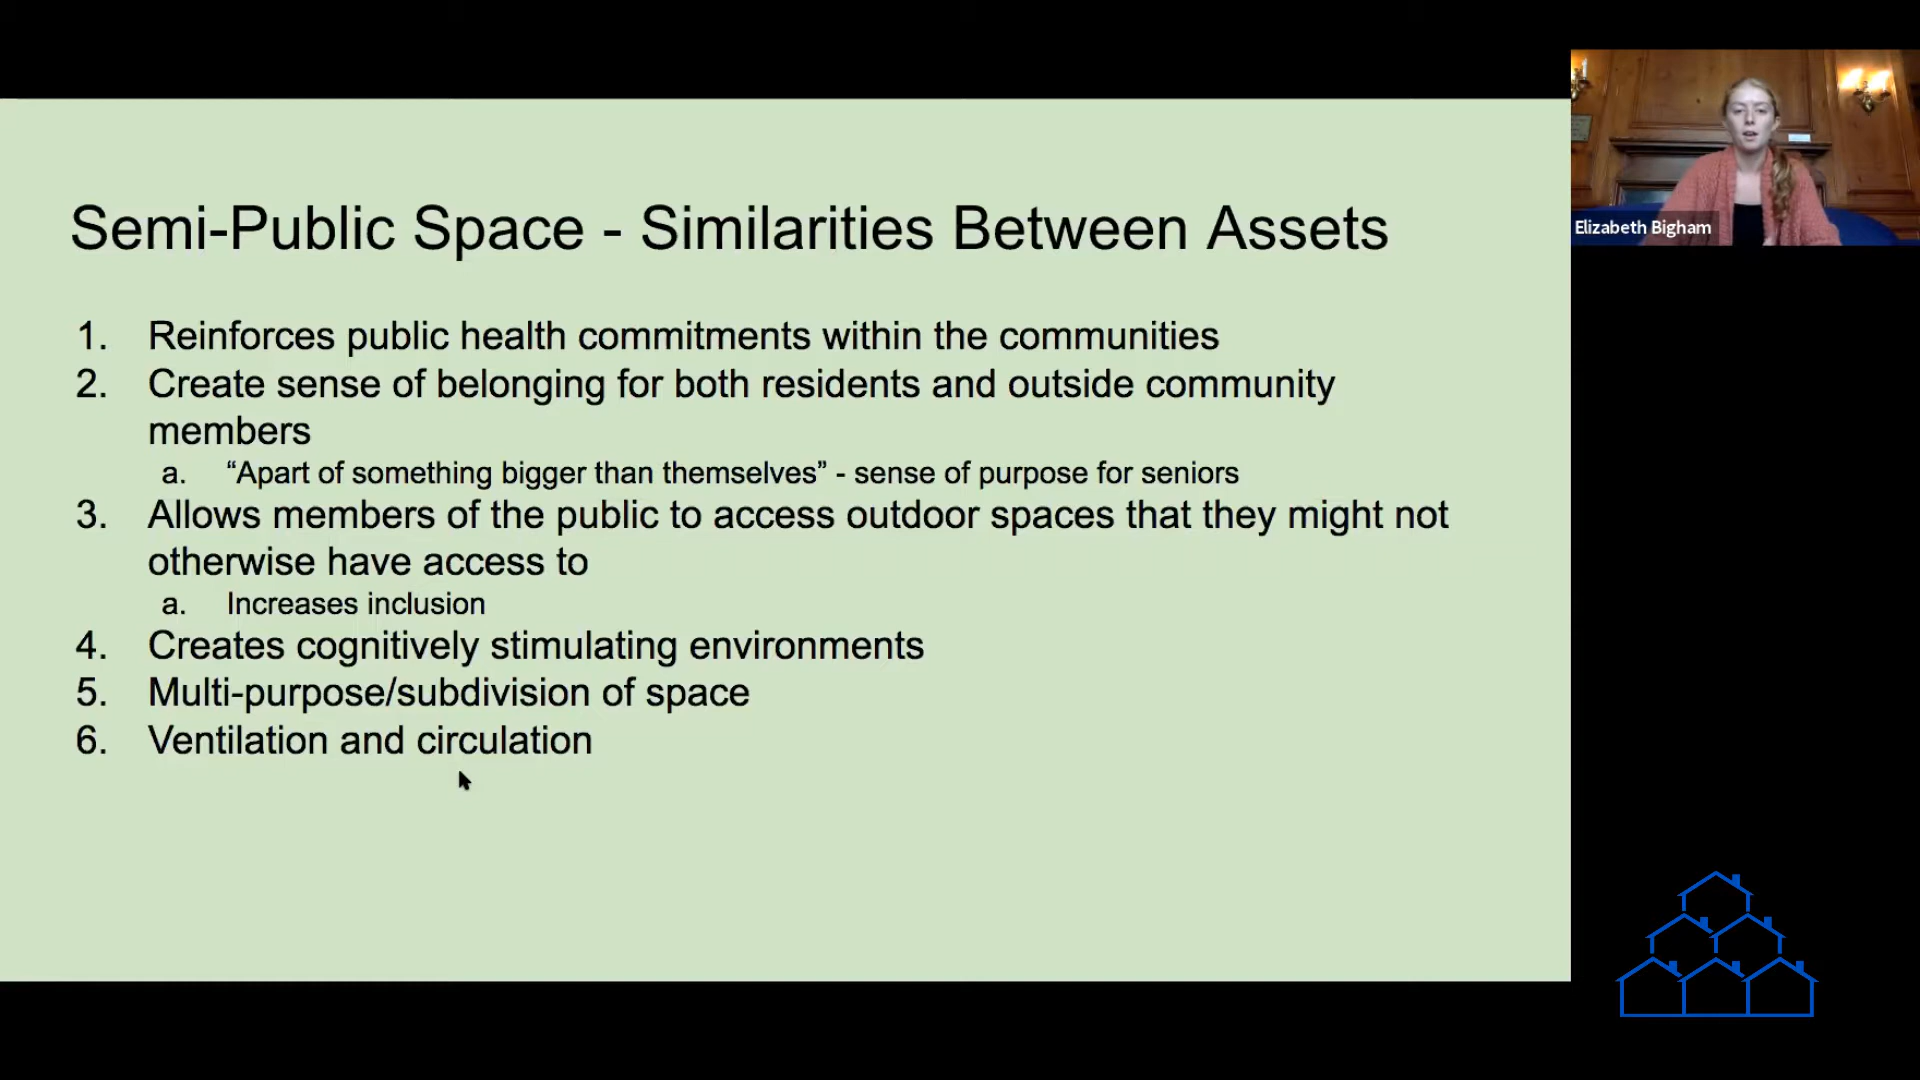 Semi-Public Space - Similarities Between Assets
1. Reinforces public health commitments within the communities
2. Create sense of belonging for both residents and outside community
members
a. “Apart of something bigger than themselves” - sense of purpose for seniors
3. Allows members of the public to access outdoor spaces that they might not
otherwise have access to
a. Increases inclusion
4. Creates cognitively stimulating environments
5. Multi-purpose/subdivision of space
6. Ventilation and circulation
Elizabeth Bigham